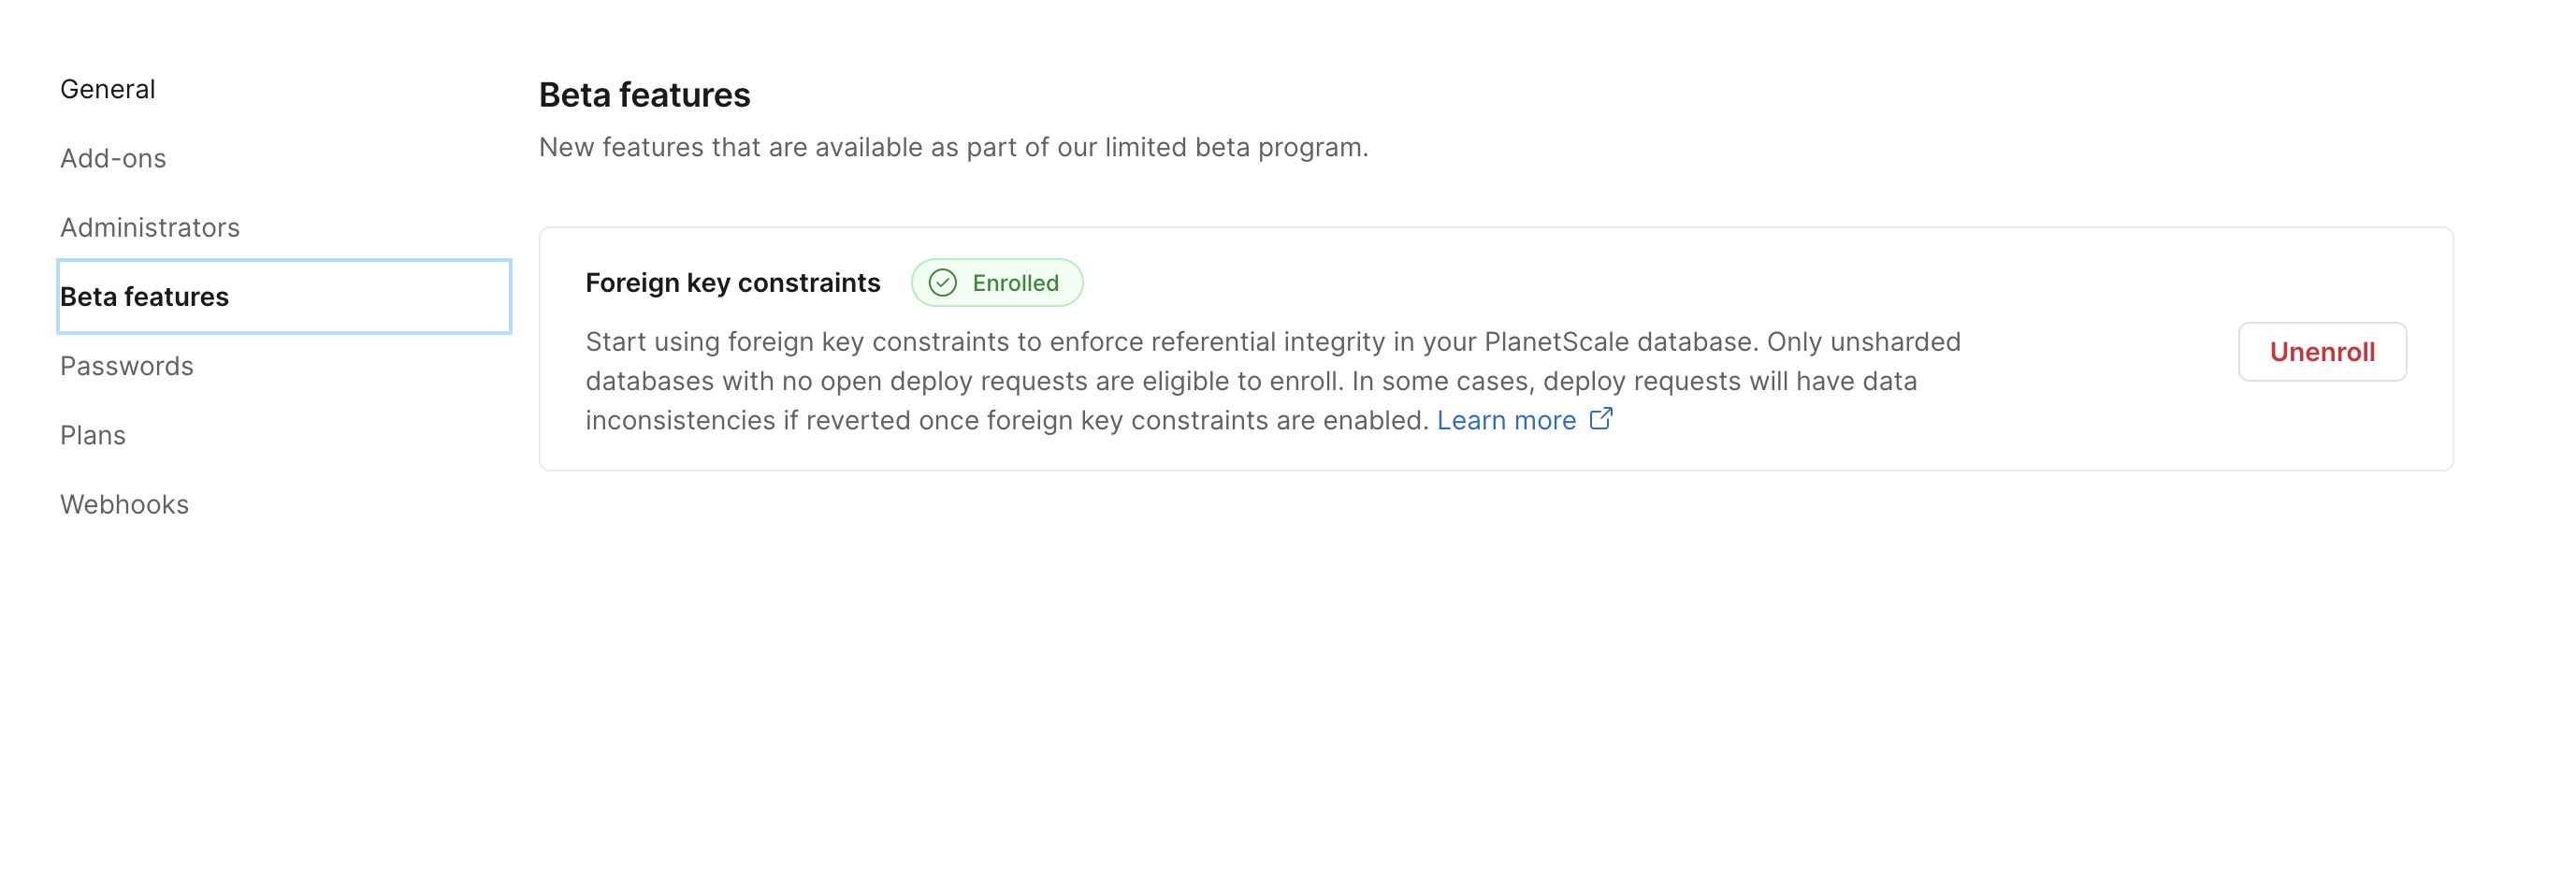 General
Add-ons
Administrators
Beta features
Passwords
Plans
Webhooks
Beta features
New features that are available as part of our limited beta program.
Foreign key constraints Enrolled
Start using foreign key constraints to enforce referential integrity in your PlanetScale database. Only unsharded
databases with no open deploy requests are eligible to enroll. In some cases, deploy requests will have data
inconsistencies if reverted once foreign key constraints are enabled. Learn more
Unenroll